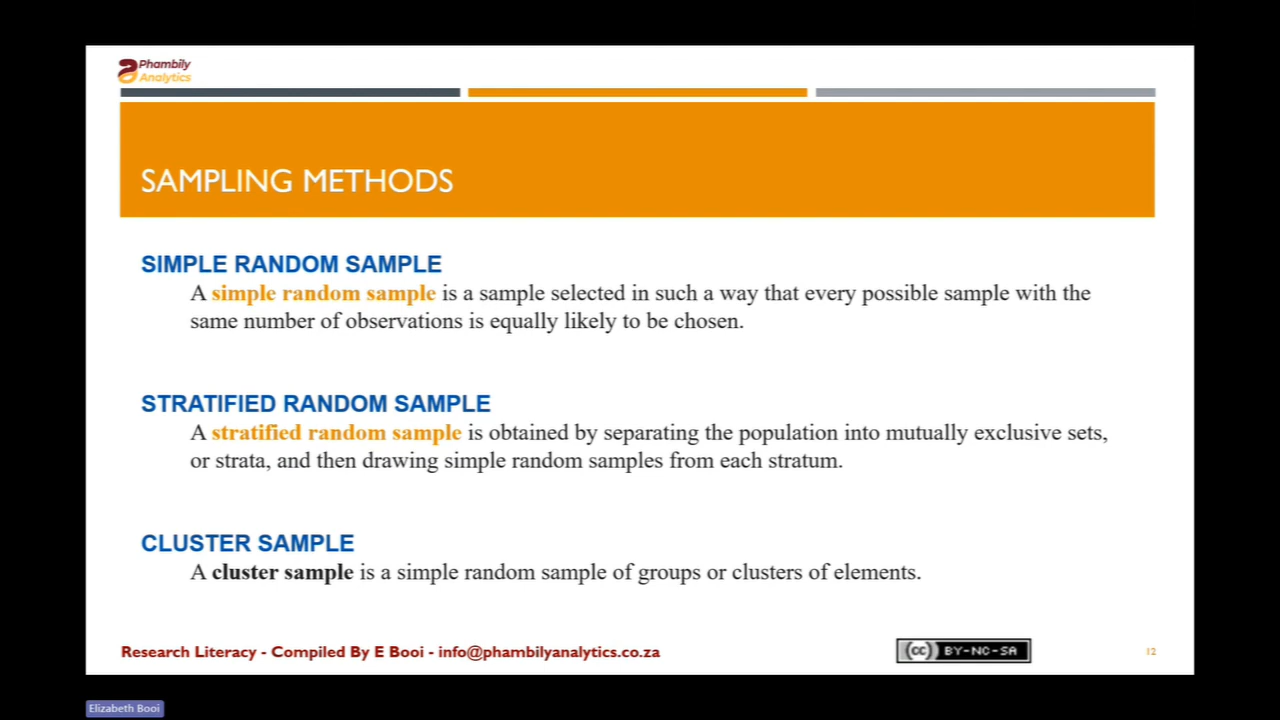 Phambily
Analytics
SAMPLING METHODS
SIMPLE RANDOM SAMPLE
A simple random sample is a sample selected in such a way that every possible sample with the
same number of observations is equally likely to be chosen.
STRATIFIED RANDOM SAMPLE
A stratified random sample is obtained by separating the population into mutually exclusive sets,
or strata, and then drawing simple random samples from each stratum.
CLUSTER SAMPLE
A cluster sample is a simple random sample of groups or clusters of elements.
Research Literacy - Compiled By E Booi - info@phambilyanalytics.co.za
cc BY-NC-SA
12
Elizabeth Booi